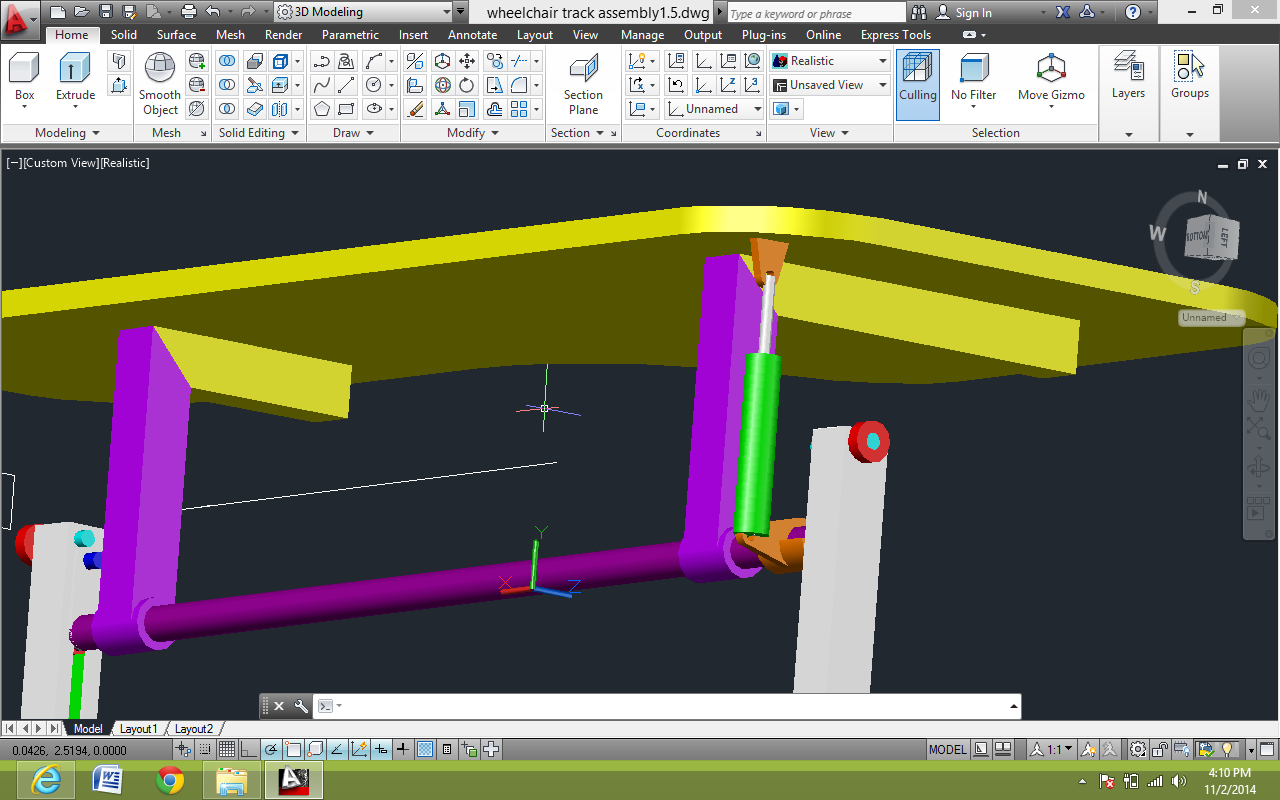 3D Modeling
wheelchair track assembly1.5.dwg
Type a keyword or phrase
Sign In
Home Solid Surface Mesh Render Parametric Insert Annotate Layout View Manage Output Plug-ins Online Express Tools
Box
Extrude
Smooth
Object
Section
Plane
Unnamed
Realistic
Unsaved View
Culling
No Filter
Move Gizmo
Layers
Groups
Modeling Mesh Solid Editing Draw Modify Section Coordinates View Selection
[−][Custom View][Realistic]
N
W
S
BOTTOM
LEFT
Unnamed
Y
X
Z
Model Layout1 Layout2
0.0426, 2.5194, 0.0000
MODEL
1:1
4:10 PM
11/2/2014